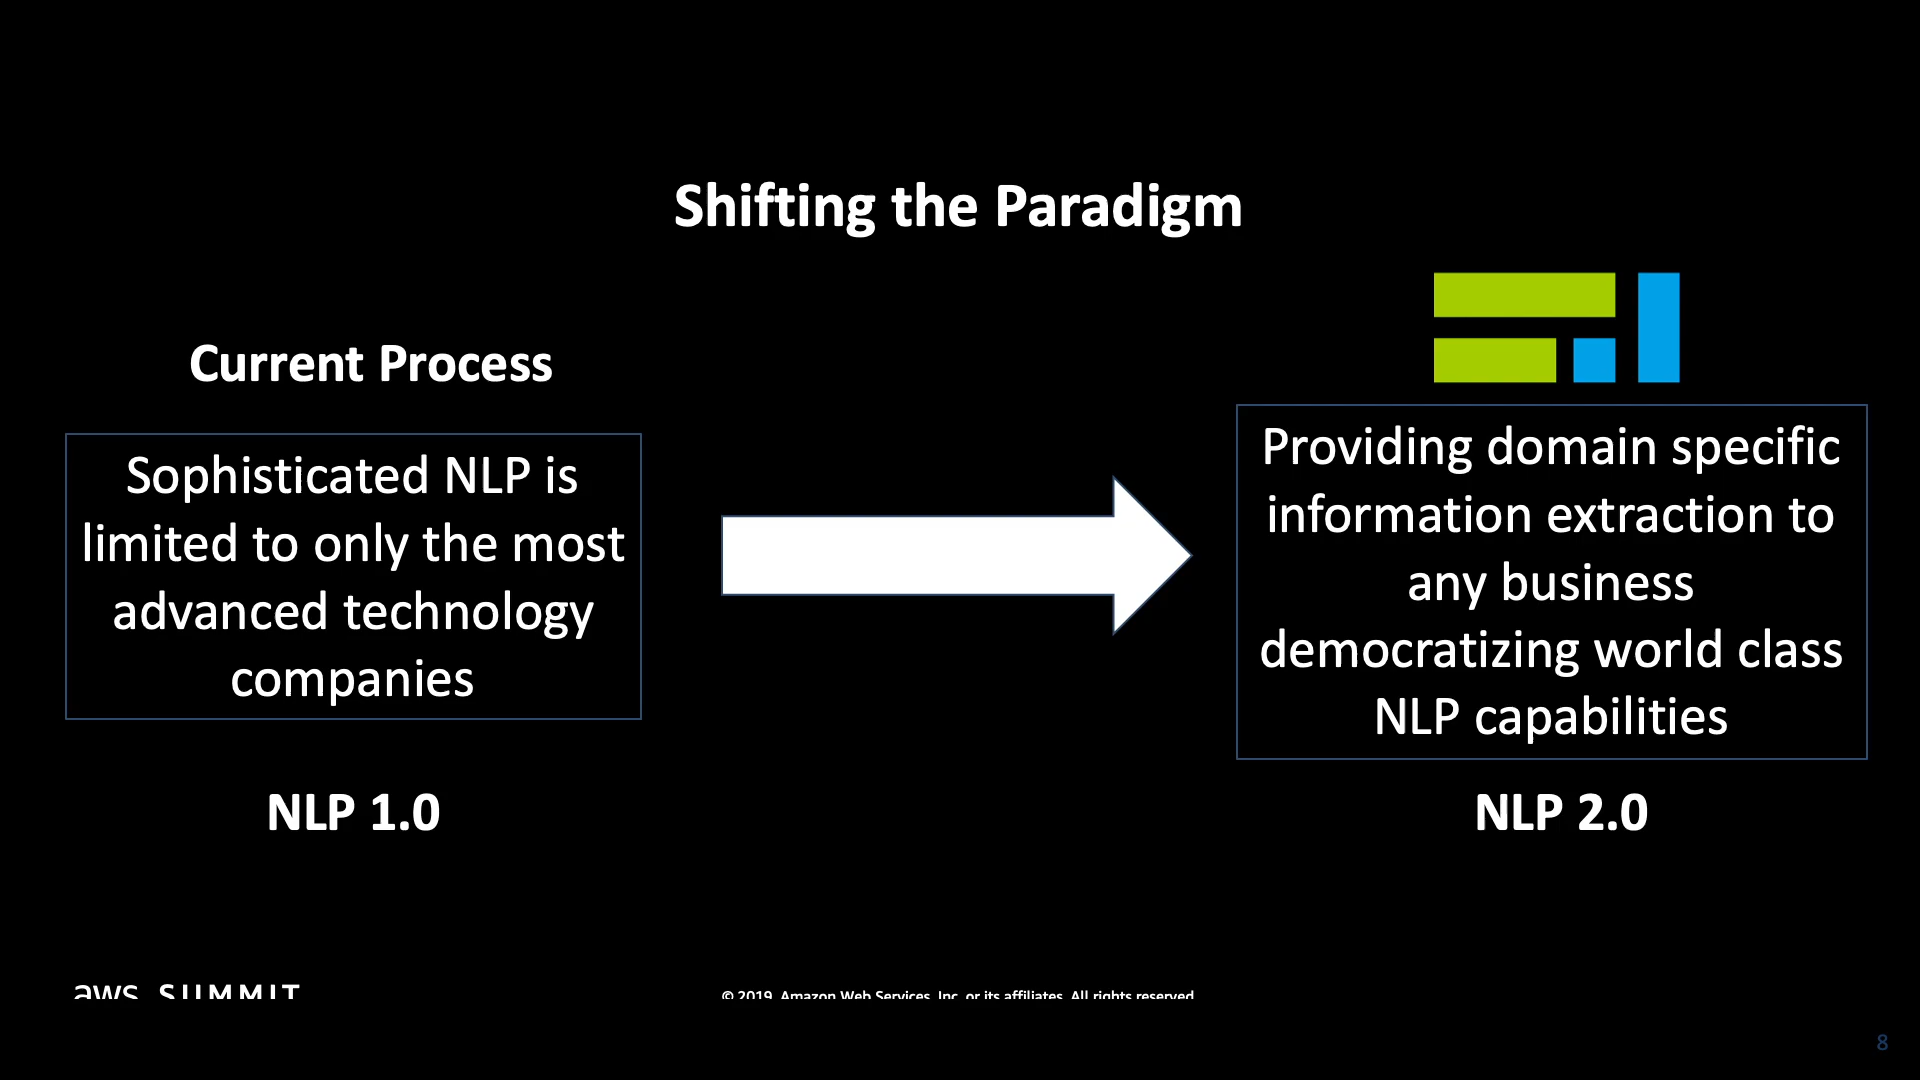 Shifting the Paradigm
Current Process
Sophisticated NLP is
limited to only the most
advanced technology
companies
NLP 1.0
Providing domain specific
information extraction to
any business
democratizing world class
NLP capabilities
NLP 2.0
aws SUMMIT
© 2019, Amazon Web Services, Inc. or its affiliates. All rights reserved.
8